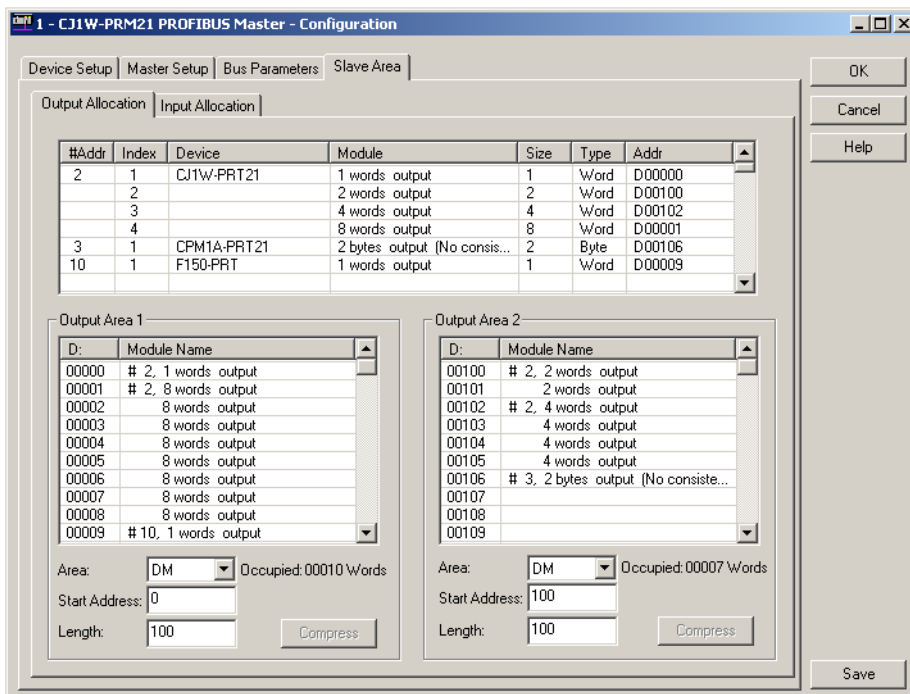 1 - CJ1W-PRM21 PROFIBUS Master - Configuration
Device Setup Master Setup Bus Parameters Slave Area
OK
Output Allocation Input Allocation
Cancel
Help
#Addr Index Device Module Size Type Addr
2 1 CJ1W-PRT21 1 words output 1 Word D00000
2 2 words output 2 Word D00100
3 4 words output 4 Word D00102
4 8 words output 8 Word D00001
3 1 CPM1A-PRT21 2 bytes output (No consis... 2 Byte D00106
10 1 F150-PRT 1 words output 1 Word D00009
Output Area 1
D: Module Name
00000 # 2, 1 words output
00001 # 2, 8 words output
00002 8 words output
00003 8 words output
00004 8 words output
00005 8 words output
00006 8 words output
00007 8 words output
00008 8 words output
00009 # 10, 1 words output
Area: DM Occupied: 00010 Words
Start Address: 0
Length: 100 Compress
Output Area 2
D: Module Name
00100 # 2, 2 words output
00101 2 words output
00102 # 2, 4 words output
00103 4 words output
00104 4 words output
00105 4 words output
00106 # 3, 2 bytes output (No consiste...
00107
00108
00109
Area: DM Occupied: 00007 Words
Start Address: 100
Length: 100 Compress
Save